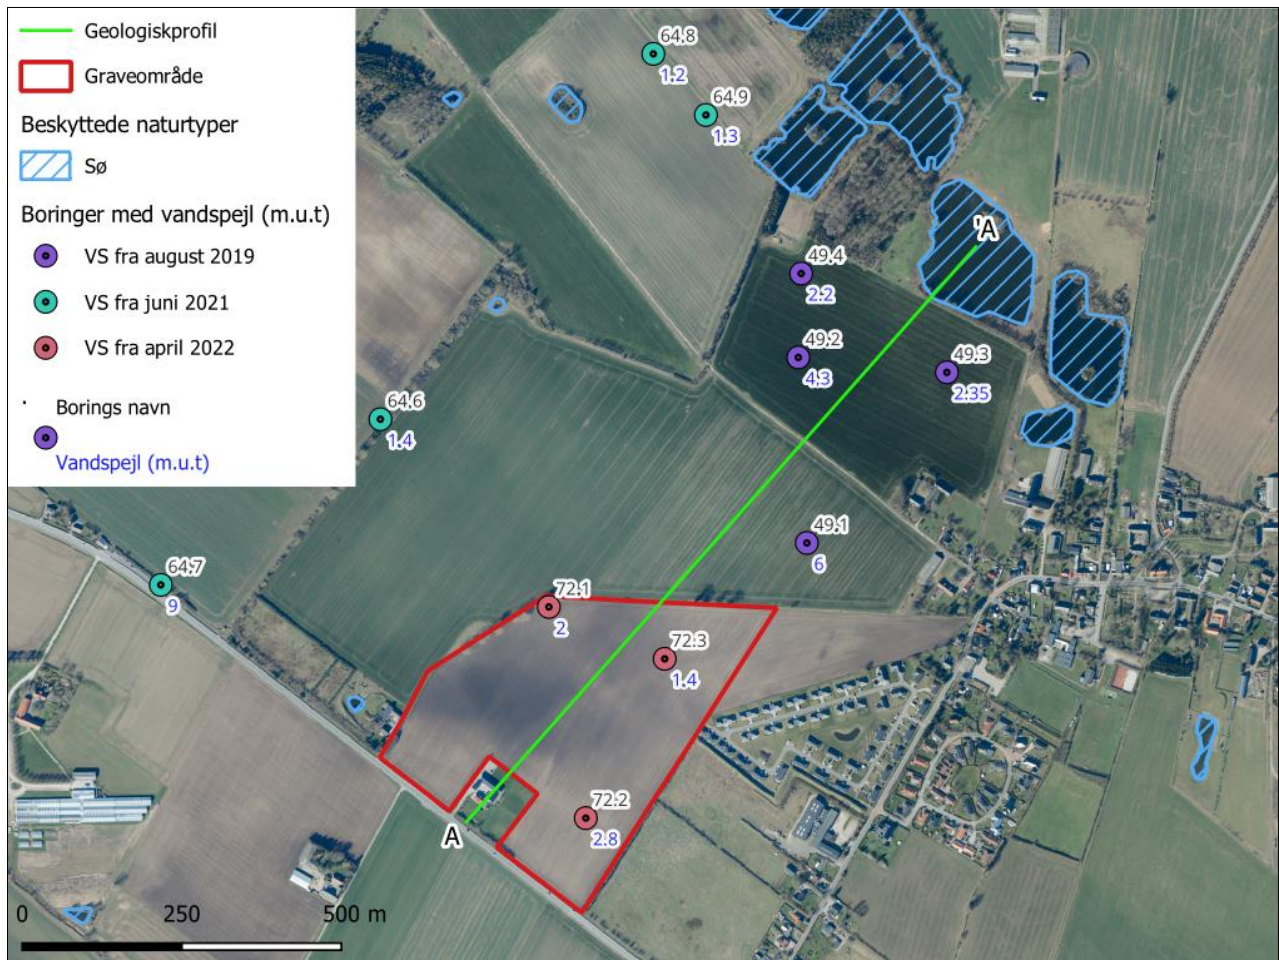 Geologiskprofil
Graveområde
Beskyttede naturtyper
Sø
Boringer med vandspejl (m.u.t)
VS fra august 2019
VS fra juni 2021
VS fra april 2022
Borings navn
Vandspejl (m.u.t)
64.8
1.2
64.9
1.3
'A
49.4
2.2
49.2
4.3
49.3
2.35
64.6
1.4
49.1
6
64.7
9
72.1
2
72.3
1.4
72.2
2.8
A
0 250 500 m